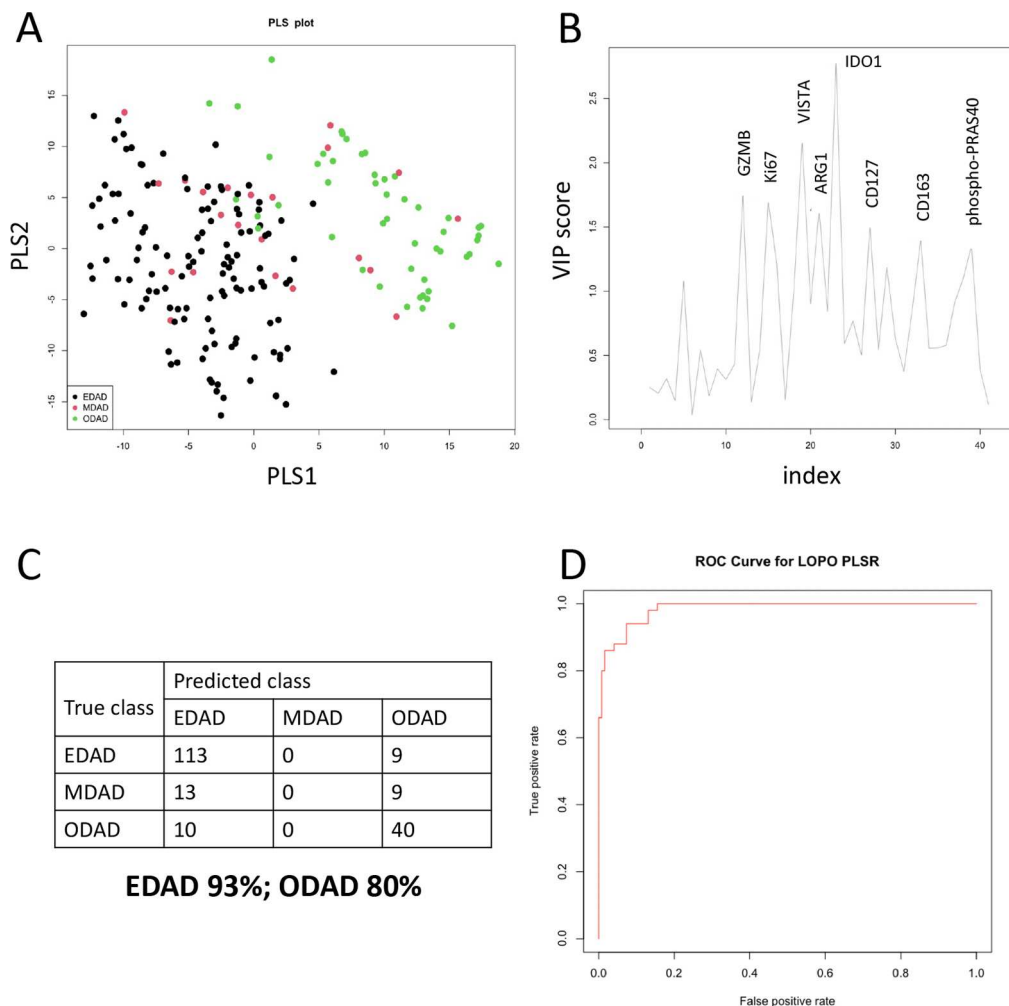 A
PLS plot
PLS2
15
10
5
0
-5
-10
-15
EDAD
MDAD
ODAD
-10 -5 0 5 10 15 20
PLS1
B
VIP score
2.5
2.0
1.5
1.0
0.5
0.0
GZMB
Ki67
VISTA
ARG1
IDO1
CD127
CD163
phospho-PRAS40
0 10 20 30 40
index
C
True class Predicted class
EDAD MDAD ODAD
EDAD 113 0 9
MDAD 13 0 9
ODAD 10 0 40
EDAD 93%; ODAD 80%
D
ROC Curve for LOPO PLSR
True positive rate
1.0
0.8
0.6
0.4
0.2
0.0
0.0 0.2 0.4 0.6 0.8 1.0
False positive rate